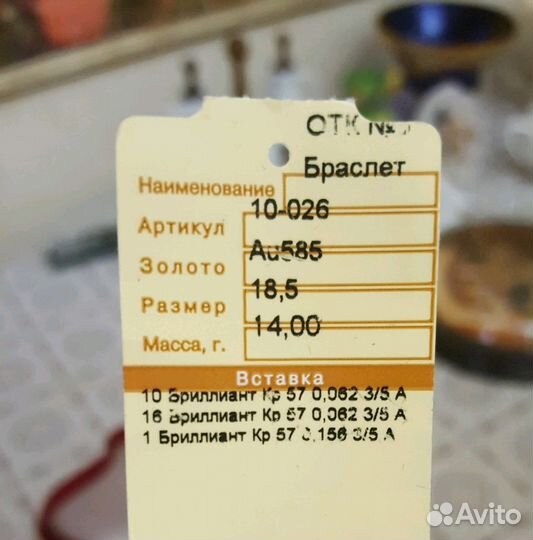 ОТК №
Браслет
Наименование
10-026
Артикул
Au585
Золото
18,5
Размер
14,00
Масса, г.
Вставка
10 Бриллиант Кр 57 0,062 3/5 А
16 Бриллиант Кр 57 0,062 3/5 А
1 Бриллиант Кр 57 0,156 3/5 А
Avito